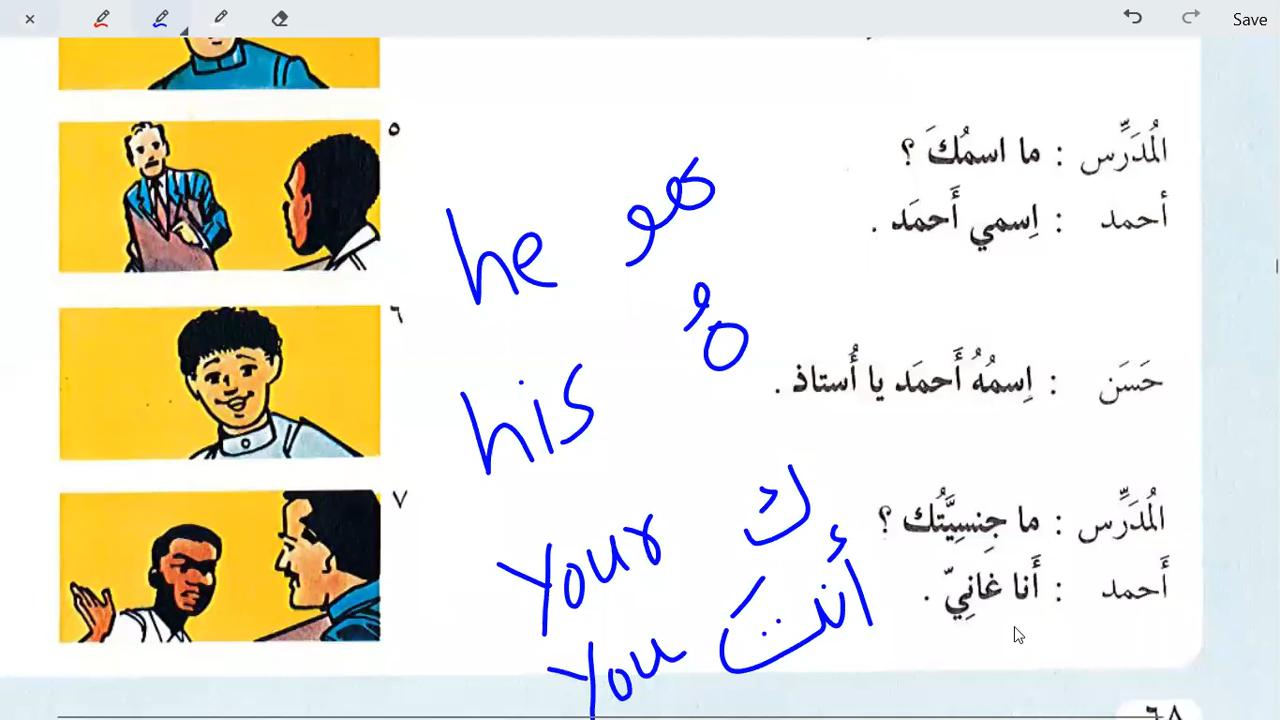 Save
٥
المُدَرِّس : ما اسمُكَ ؟
أحمد : اِسمي أَحمَد .
he هو
٦
هُ
حَسَن : اِسمُهُ أَحمَد يا أُستاذ .
his
٧
المُدَرِّس : ما جِنسِيَّتُك ؟
your ك
أَحمد : أَنا غانِيّ .
you أنتَ
٦٨